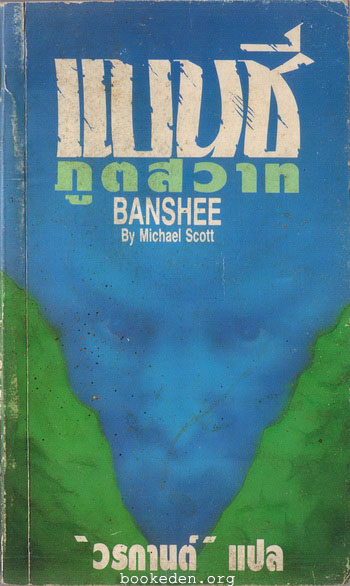 แบนชี
ภูตสวาท
BANSHEE
By Michael Scott
"วรกานต์" แปล
bookeden.org